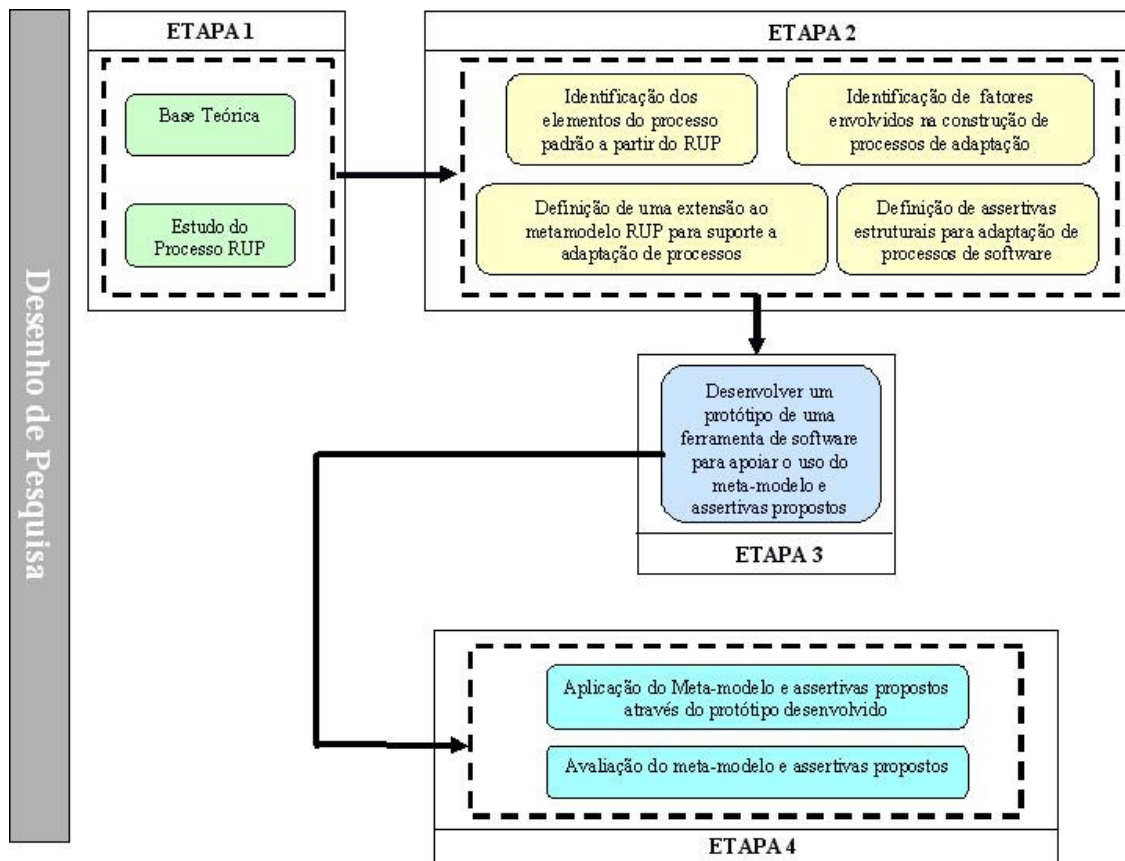 Desenho de Pesquisa
ETAPA 1
Base Teórica
Estudo do
Processo RUP
ETAPA 2
Identificação dos
elementos do processo
padrão a partir do RUP
Identificação de fatores
envolvidos na construção de
processos de adaptação
Definição de uma extensão ao
metamodelo RUP para suporte a
adaptação de processos
Definição de assertivas
estruturais para adaptação de
processos de software
Desenvolver um
protótipo de uma
ferramenta de software
para apoiar o uso do
meta-modelo e
assertivas propostos
ETAPA 3
Aplicação do Meta-modelo e assertivas propostos
através do protótipo desenvolvido
Avaliação do meta-modelo e assertivas propostos
ETAPA 4